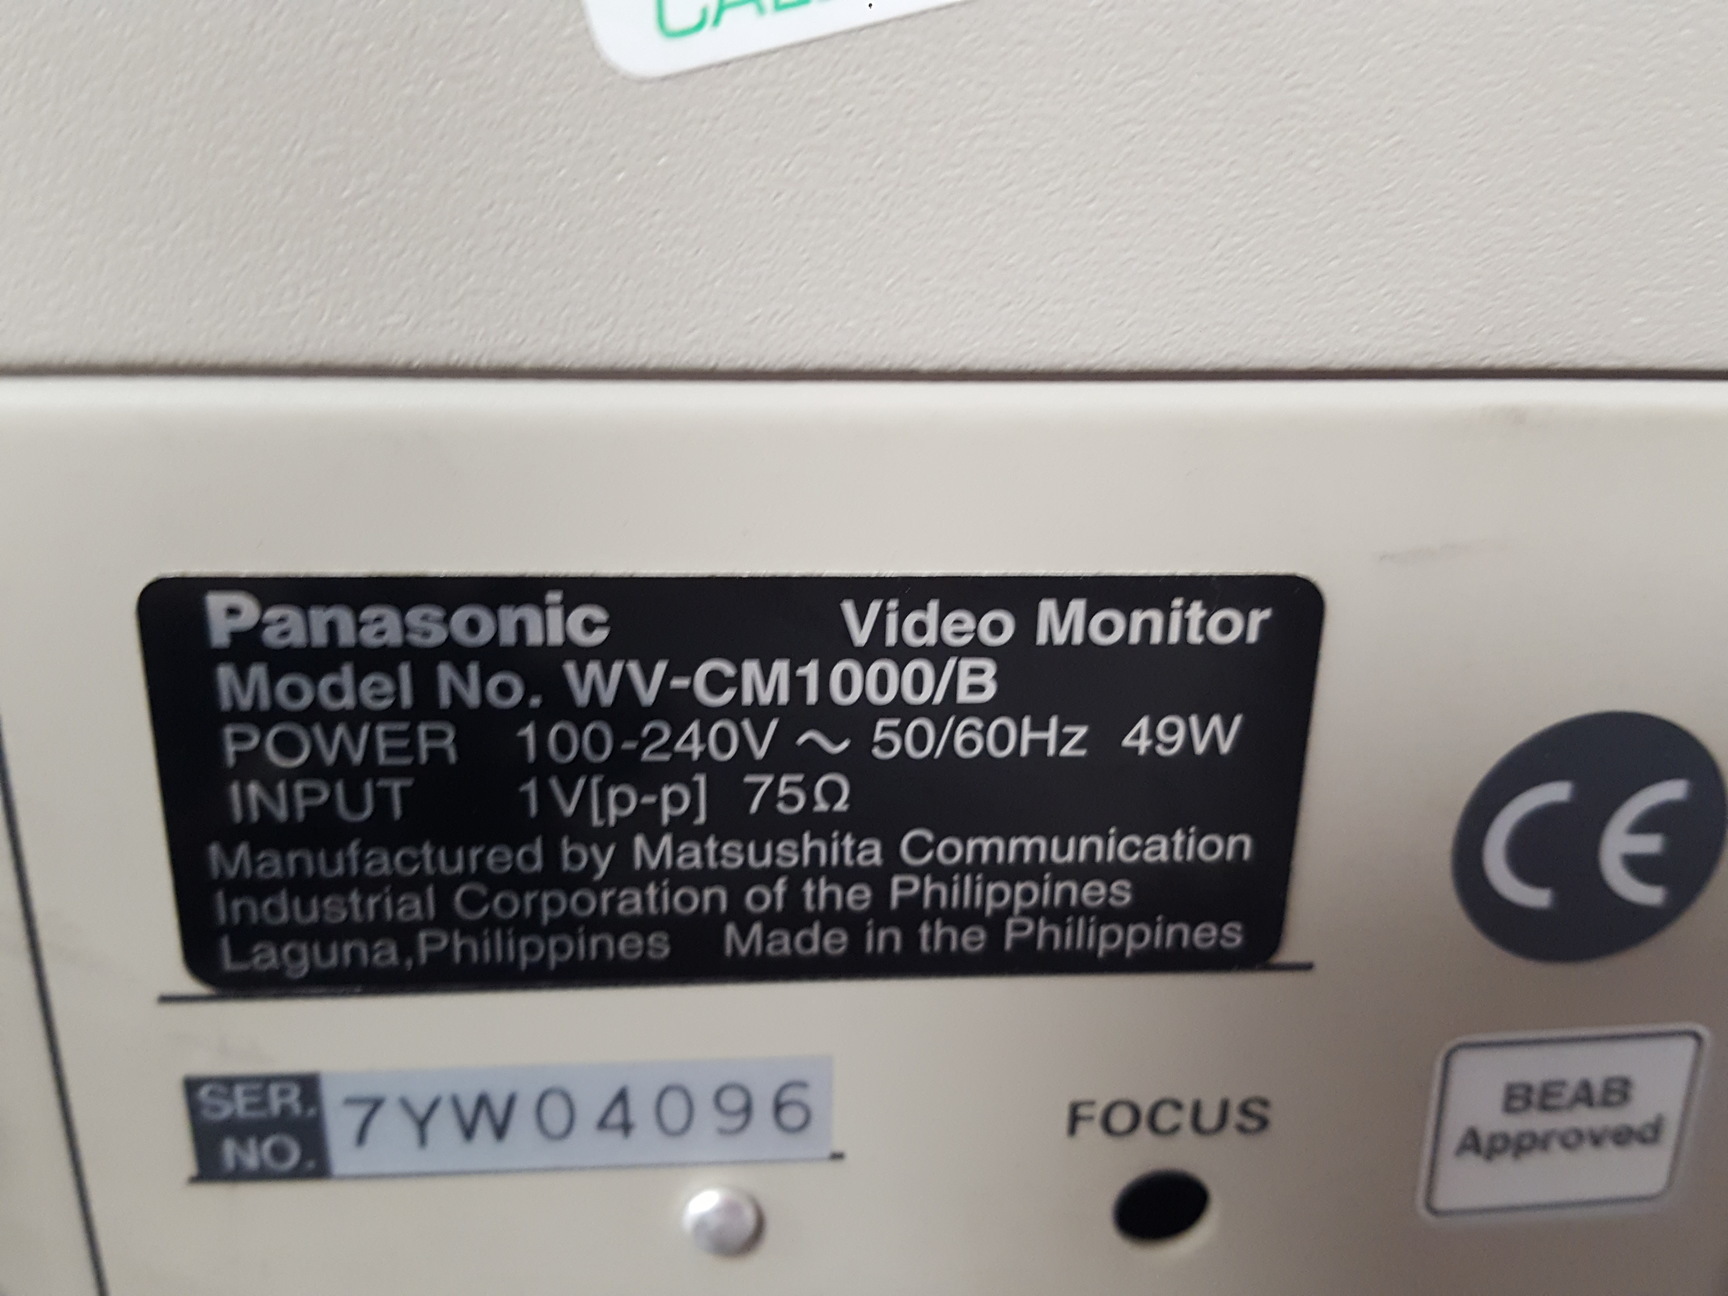 Panasonic Video Monitor
Model No. WV-CM1000/B
POWER 100-240V ~ 50/60Hz 49W
INPUT 1V[p-p] 75Ω
Manufactured by Matsushita Communication
Industrial Corporation of the Philippines
Laguna,Philippines Made in the Philippines
CE
SER. NO. 7YW04096
FOCUS
BEAB
Approved